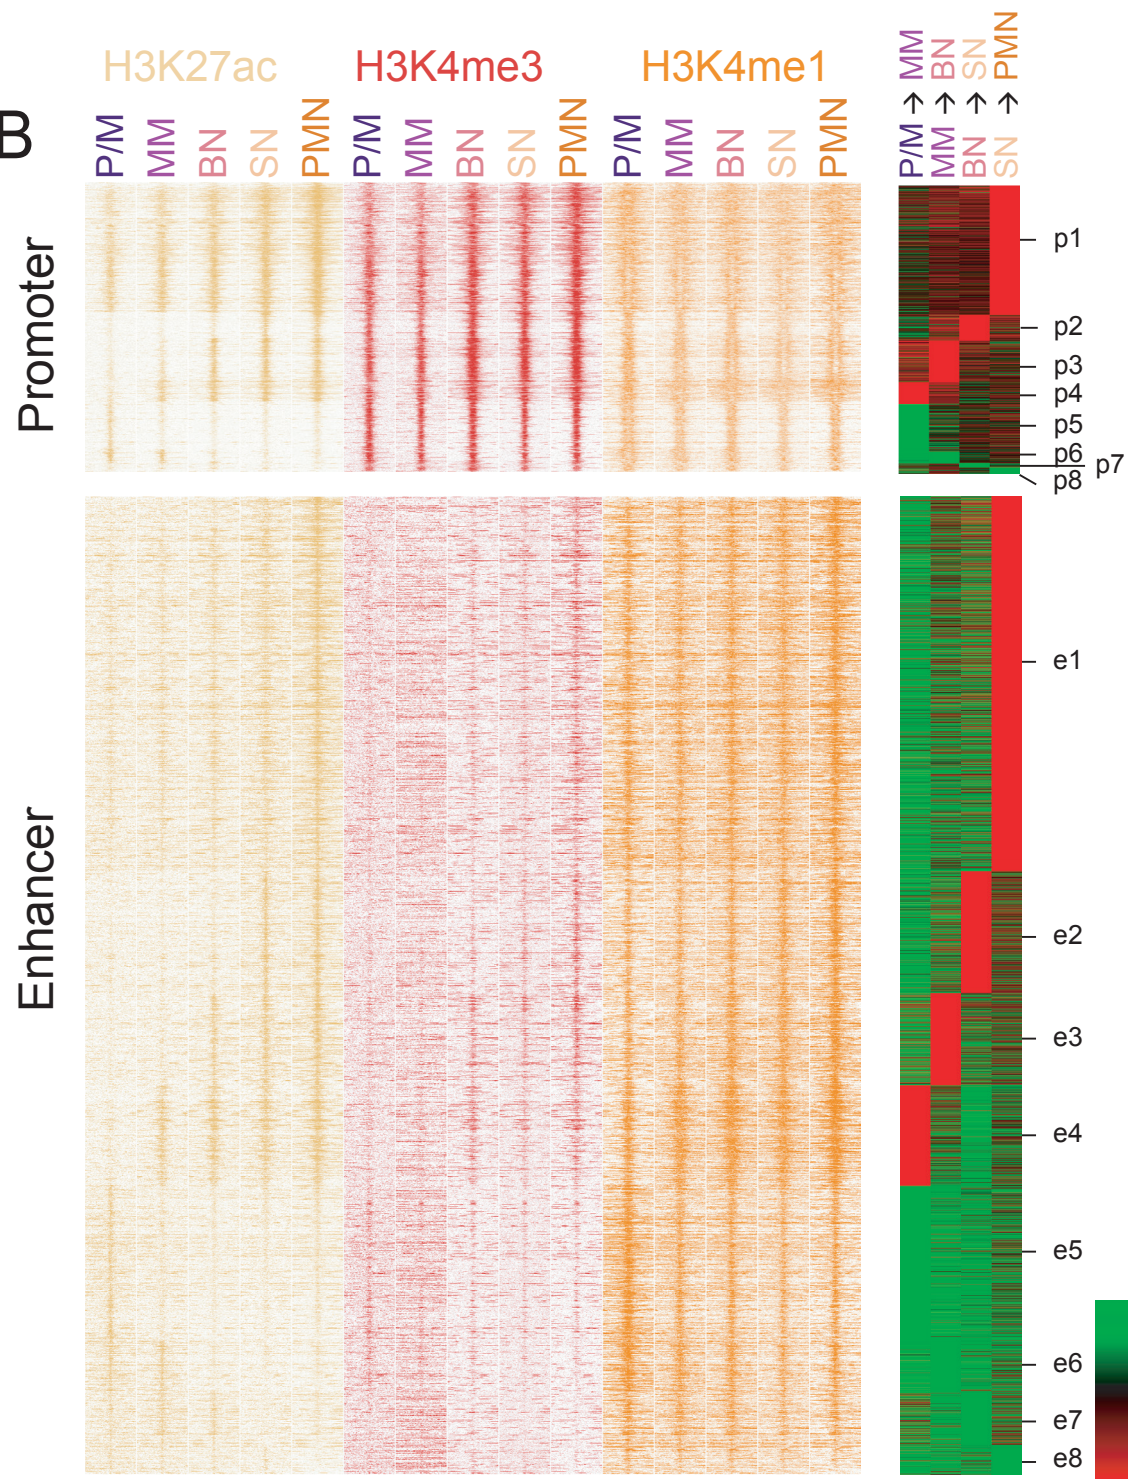 B
H3K27ac H3K4me3 H3K4me1
P/M MM BN SN PMN P/M MM BN SN PMN P/M MM BN SN PMN
MM BN SN PMN
→ → → →
P/M MM BN SN
Promoter
p1
p2
p3
p4
p5
p6
p7
p8
Enhancer
e1
e2
e3
e4
e5
e6
e7
e8